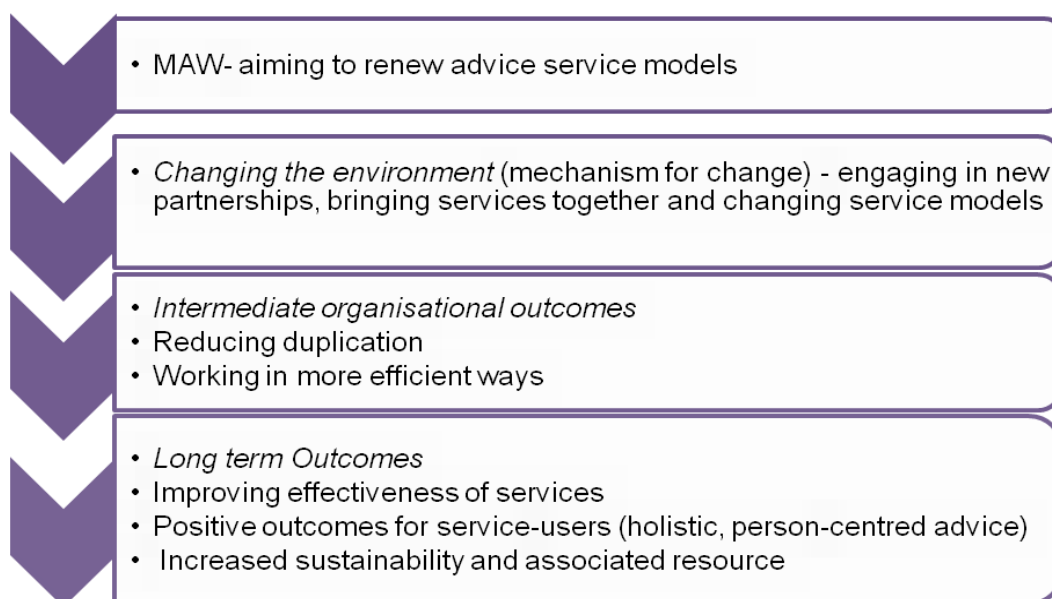 • MAW- aiming to renew advice service models
• Changing the environment (mechanism for change) - engaging in new
partnerships, bringing services together and changing service models
• Intermediate organisational outcomes
• Reducing duplication
• Working in more efficient ways
• Long term Outcomes
• Improving effectiveness of services
• Positive outcomes for service-users (holistic, person-centred advice)
• Increased sustainability and associated resource